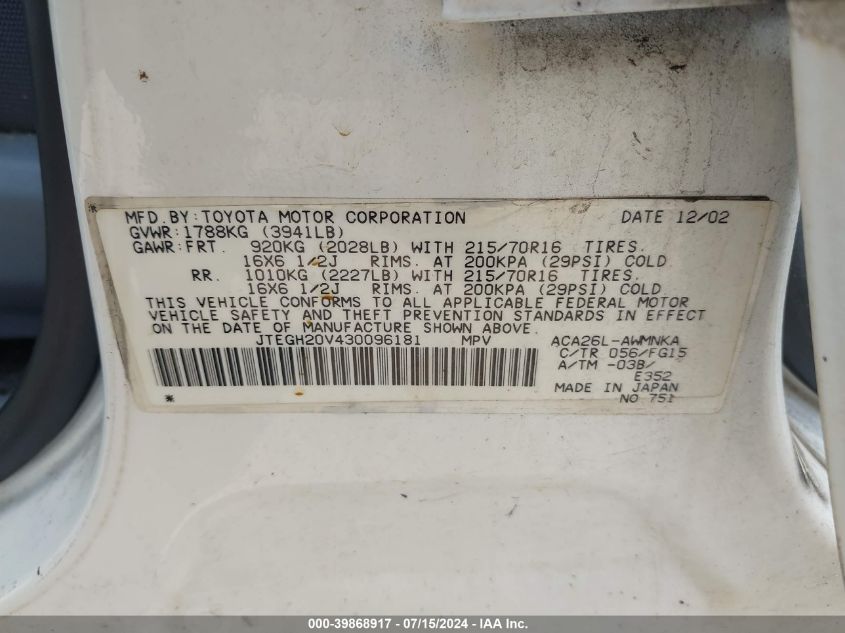 MFD.BY:TOYOTA MOTOR CORPORATION DATE 12/02
GVWR:1788KG (3941LB)
GAWR:FRT. 920KG (2028LB) WITH 215/70R16 TIRES.
16X6 1/2J RIMS. AT 200KPA (29PSI) COLD
RR. 1010KG (2227LB) WITH 215/70R16 TIRES.
16X6 1/2J RIMS. AT 200KPA (29PSI) COLD
THIS VEHICLE CONFORMS TO ALL APPLICABLE FEDERAL MOTOR
VEHICLE SAFETY AND THEFT PREVENTION STANDARDS IN EFFECT
ON THE DATE OF MANUFACTURE SHOWN ABOVE.
JTEGH20V430096181 MPV ACA26L-AWMNKA
C/TR 056/FG15
A/TM -03B/
E352
MADE IN JAPAN
* NO 751
000-39868917 / 07/15/2024 - IAA Inc.